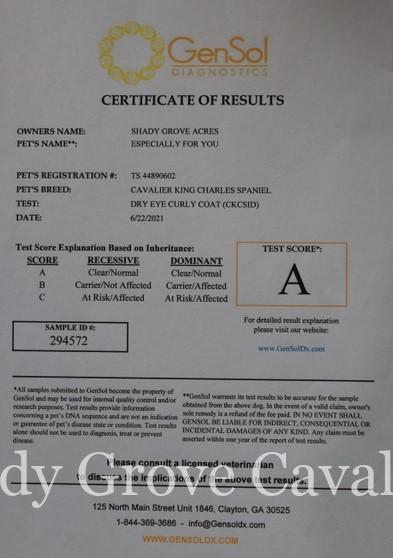 GenSol
DIAGNOSTICS
CERTIFICATE OF RESULTS
OWNERS NAME: SHADY GROVE ACRES
PET'S NAME**: ESPECIALLY FOR YOU
PET'S REGISTRATION #: TS 44890602
PET'S BREED: CAVALIER KING CHARLES SPANIEL
TEST: DRY EYE CURLY COAT (CKCSID)
DATE: 6/22/2021
Test Score Explanation Based on Inheritance:
SCORE RECESSIVE DOMINANT
A Clear/Normal Clear/Normal
B Carrier/Not Affected Carrier/Affected
C At Risk/Affected At Risk/Affected
TEST SCORE*:
A
SAMPLE ID #:
294572
For detailed result explanation
please visit our website:
www.GenSolDx.com
*All samples submitted to GenSol become the property of
GenSol and may be used for internal quality control and/or
research purposes. Test results provide information
concerning a pet's DNA sequence and are not an indication
or guarantee of pet's disease state or condition. Test results
alone should not be used to diagnose, treat or prevent
disease.
**GenSol warrants its test results to be accurate for the sample
obtained from the above dog. In the event of a valid claim, owner's
sole remedy is a refund of the fee paid. IN NO EVENT SHALL
GENSOL BE LIABLE FOR INDIRECT, CONSEQUENTIAL OR
INCIDENTAL DAMAGES OF ANY KIND. Any claim must be
asserted within one year of the report of test results.
Please consult a licensed veterinarian
to discuss the implications of the above test results.
dy Grove Caval
125 North Main Street Unit 1846, Clayton, GA 30525
1-844-369-3686 - info@Gensoldx.com
WWW.GENSOLDX.COM